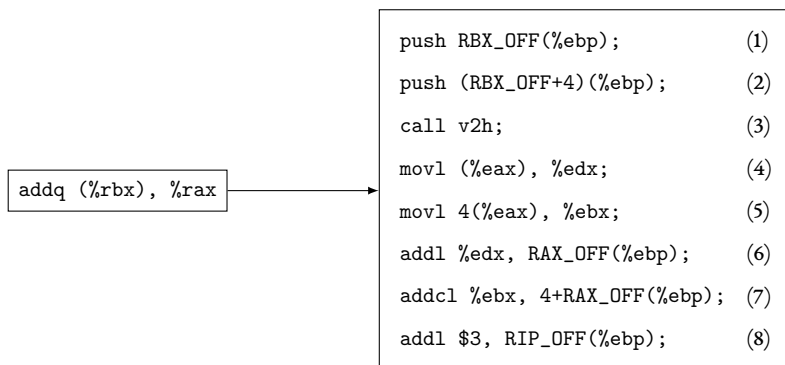 push RBX_OFF(%ebp); (1)
push (RBX_OFF+4)(%ebp); (2)
call v2h; (3)
movl (%eax), %edx; (4)
addq (%rbx), %rax
movl 4(%eax), %ebx; (5)
addl %edx, RAX_OFF(%ebp); (6)
addcl %ebx, 4+RAX_OFF(%ebp); (7)
addl $3, RIP_OFF(%ebp); (8)